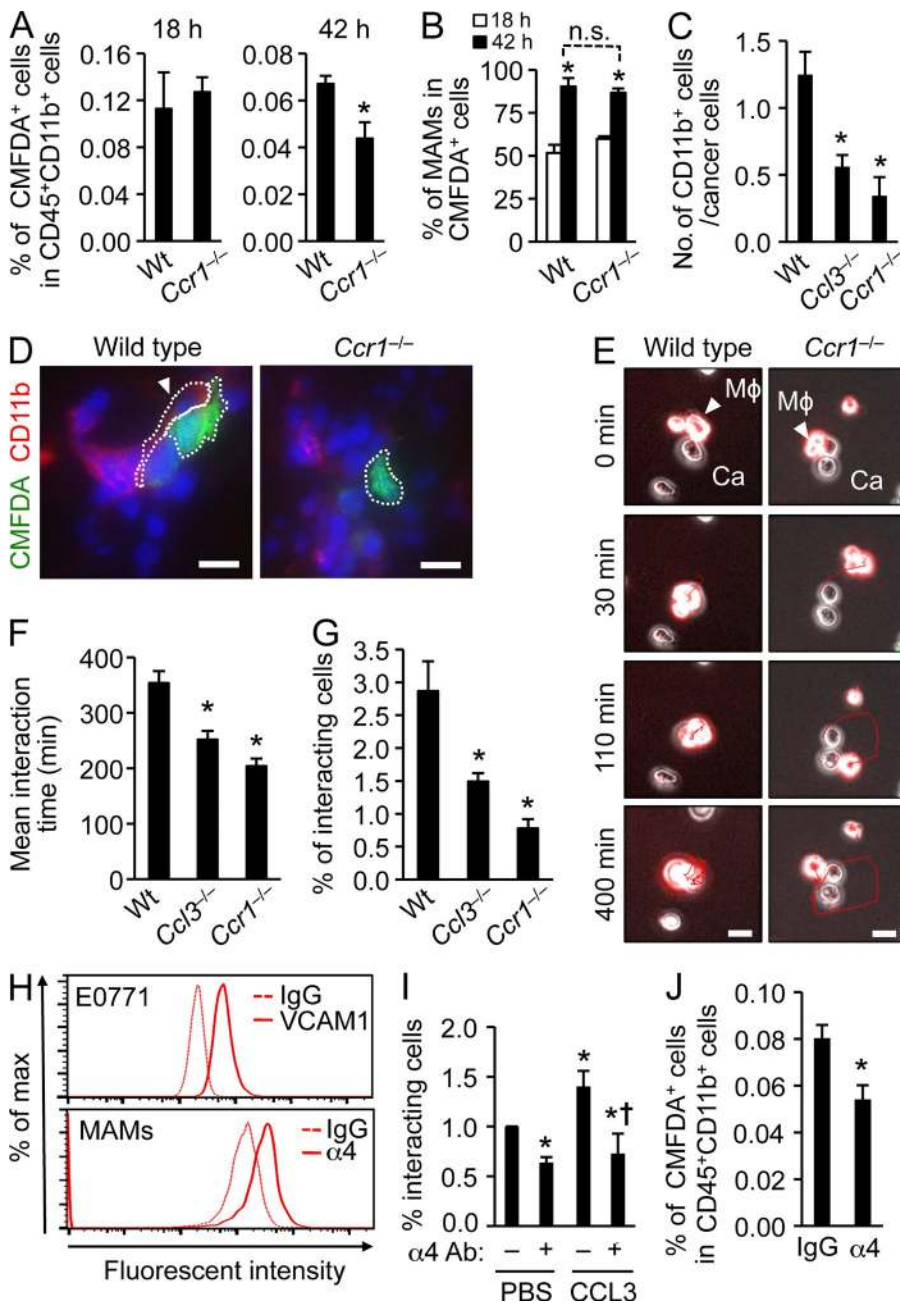 A
18 h
42 h
% of CMFDA⁺ cells
in CD45⁺CD11b⁺ cells
0.16
0.12
0.08
0.04
0.00
Wt
Ccr1⁻/⁻
0.08
0.06
0.04
0.02
0.00
*
Wt
Ccr1⁻/⁻
B
18 h
42 h
n.s.
% of MAMs in
CMFDA⁺ cells
100
75
50
25
0
*
*
Wt
Ccr1⁻/⁻
C
No. of CD11b⁺ cells
/cancer cells
1.5
1.0
0.5
0.0
*
*
Wt
Ccl3⁻/⁻
Ccr1⁻/⁻
D
Wild type
Ccr1⁻/⁻
CMFDA CD11b
E
Wild type
Ccr1⁻/⁻
0 min
Mϕ
Ca
Mϕ
Ca
30 min
110 min
400 min
F
Mean interaction
time (min)
400
300
200
300
0
*
*
Wt
Ccl3⁻/⁻
Ccr1⁻/⁻
G
% of interacting cells
3.5
3.0
2.5
2.0
1.5
1.0
0.5
0.0
*
*
Wt
Ccl3⁻/⁻
Ccr1⁻/⁻
H
% of max
E0771
IgG
VCAM1
MAMs
IgG
α4
Fluorescent intensity
I
% interacting cells
2.0
1.5
1.0
0.5
0.0
*
*
*†
α4 Ab: – + – +
PBS CCL3
J
% of CMFDA⁺ cells
in CD45⁺CD11b⁺ cells
0.10
0.08
0.06
0.04
0.02
0.00
*
IgG α4